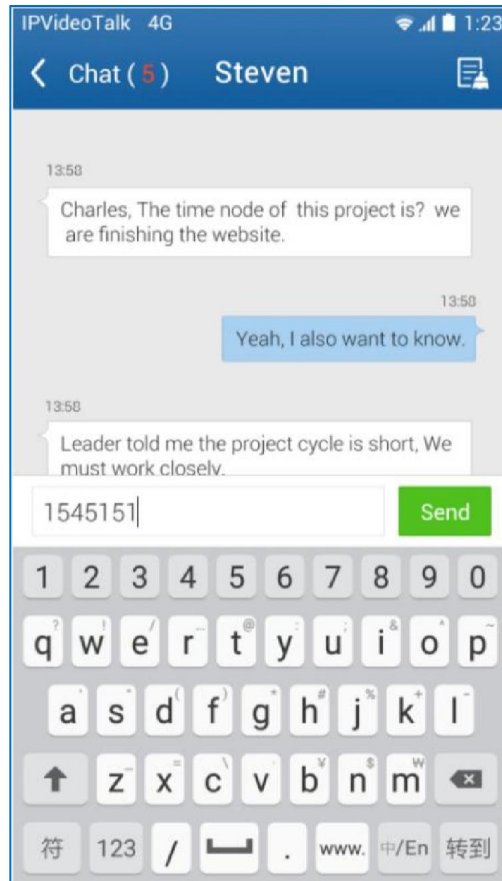 IPVideoTalk 4G 1:23
Chat ( 5 ) Steven
13:58
Charles, The time node of this project is? we
are finishing the website.
13:58
Yeah, I also want to know.
13:58
Leader told me the project cycle is short, We
must work closely.
1545151
Send
1 2 3 4 5 6 7 8 9 0
q ? w ! e / r ... t @ y : u ; i & o ^ p ~
a s d ( f ) g * h # j % k + l -
z x = c \ v b ¥ n $ m ₩
符 123 / . www. 中/En 转到